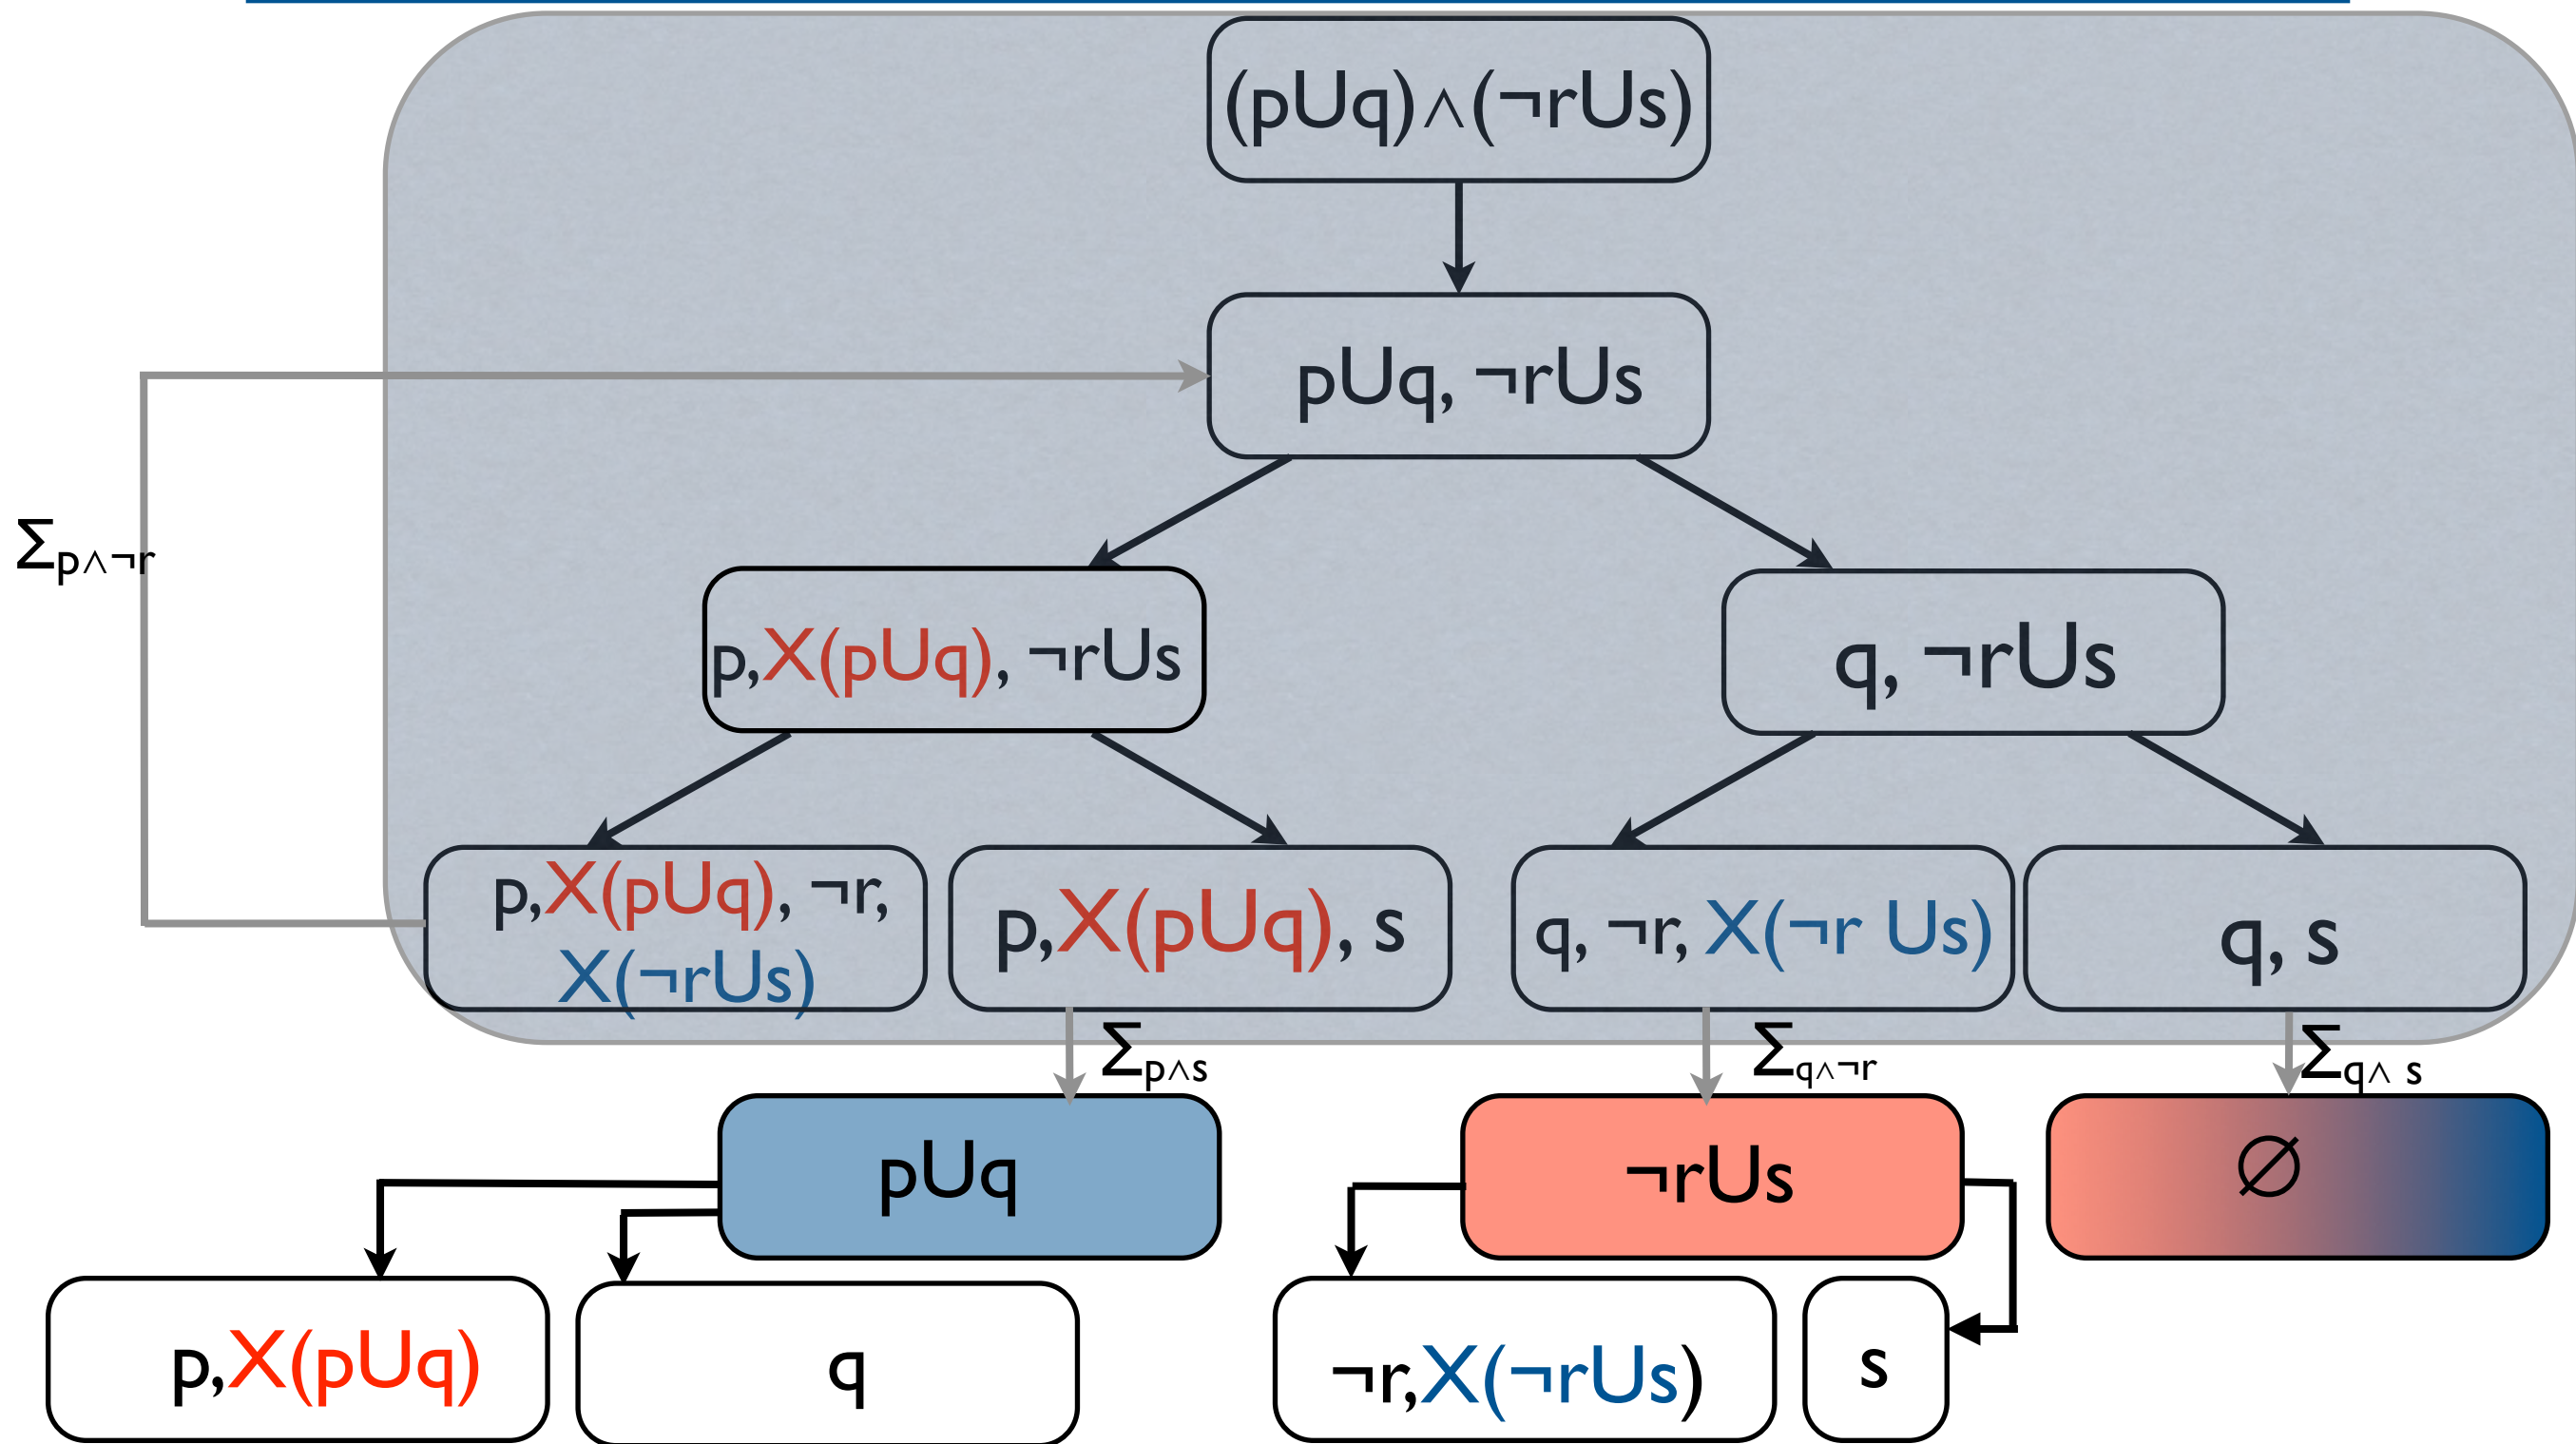 (pUq)∧(¬rUs)
pUq, ¬rUs
Σp∧¬r
p,X(pUq), ¬rUs
q, ¬rUs
p,X(pUq), ¬r,
X(¬rUs)
p,X(pUq), s
q, ¬r, X(¬r Us)
q, s
Σp∧s
Σq∧¬r
Σq∧ s
pUq
¬rUs
∅
p,X(pUq)
q
¬r,X(¬rUs)
s